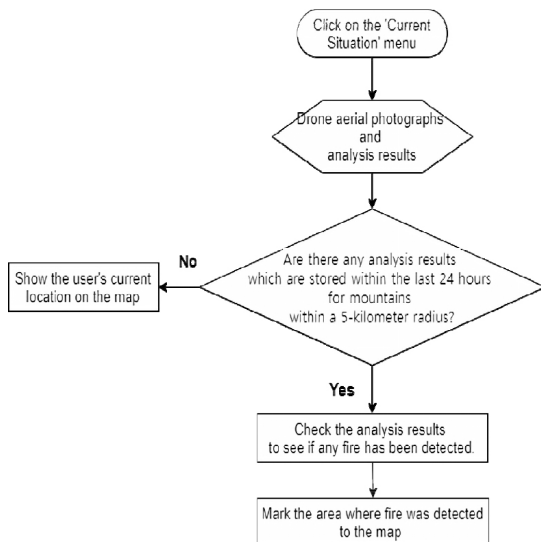 Click on the 'Current
Situation' menu
Drone aerial photographs
and
analysis results
Are there any analysis results
which are stored within the last 24 hours
for mountains
within a 5-kilometer radius?
No
Show the user's current
location on the map
Yes
Check the analysis results
to see if any fire has been detected.
Mark the area where fire was detected
to the map